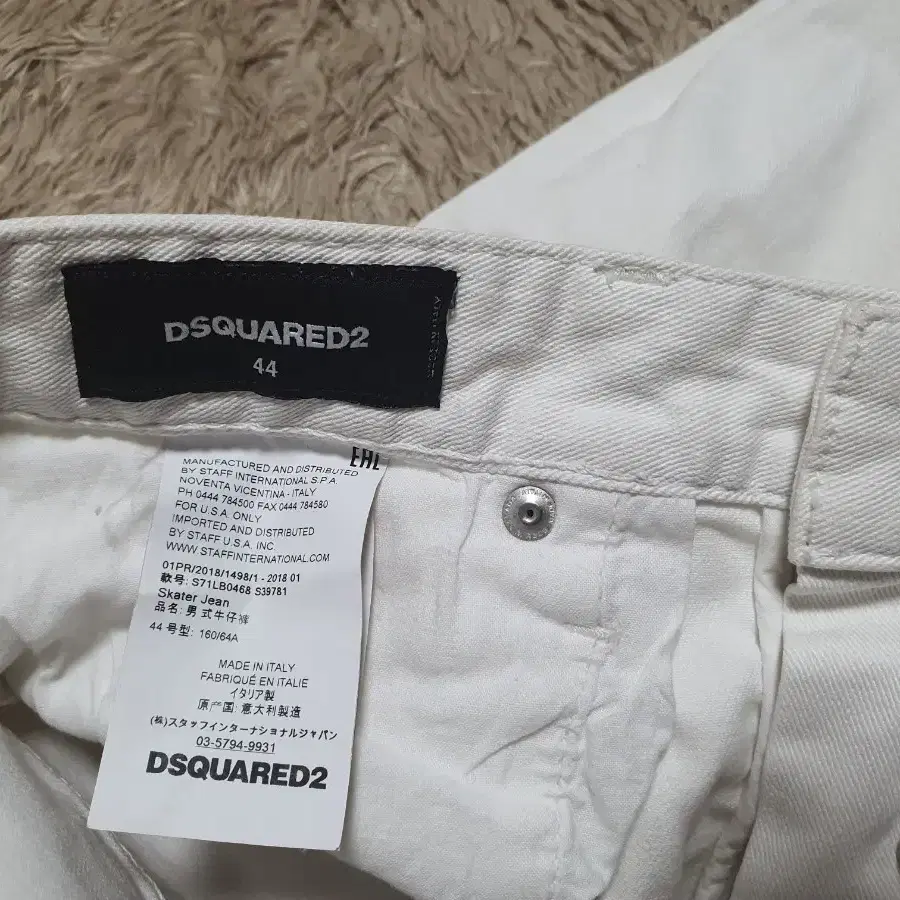 DSQUARED2
44
MADE IN ITALY
EAC
MANUFACTURED AND DISTRIBUTED
BY STAFF INTERNATIONAL S.P.A.
NOVENTA VICENTINA - ITALY
PH 0444 784500 FAX 0444 784580
FOR U.S.A. ONLY
IMPORTED AND DISTRIBUTED
BY STAFF U.S.A. INC.
WWW.STAFFINTERNATIONAL.COM
01PR/2018/1498/1 - 2018 01
款号: S71LB0468 S39781
Skater Jean
品名: 男式牛仔裤
44 号型: 160/64A
MADE IN ITALY
FABRIQUÉ EN ITALIE
イタリア製
原产国: 意大利製造
(株)スタッフインターナショナルジャパン
03-5794-9931
DSQUARED2